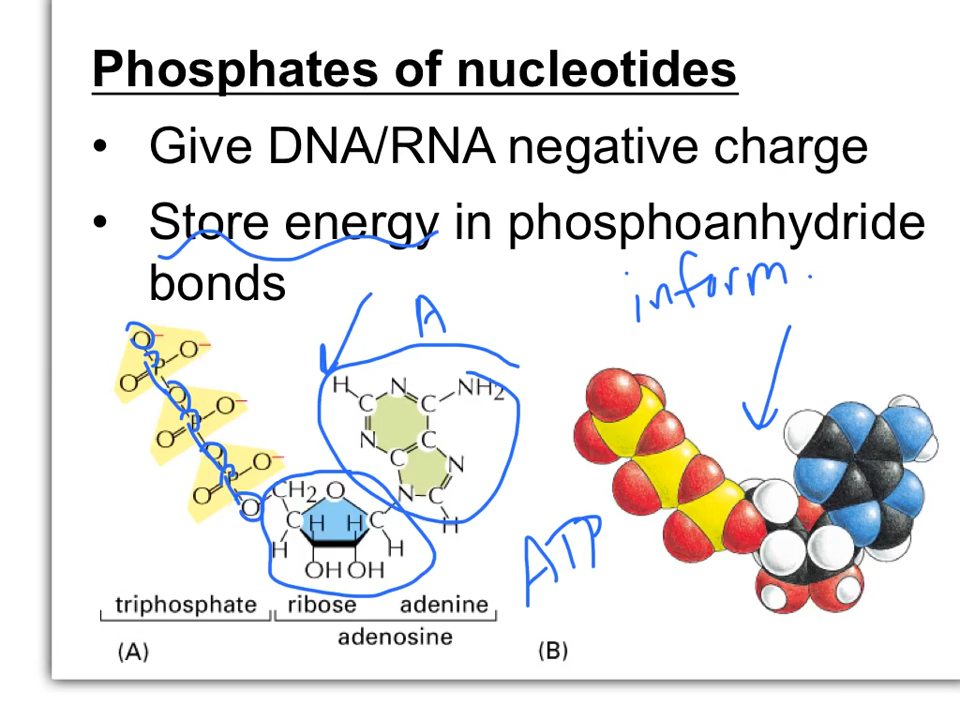 Phosphates of nucleotides
• Give DNA/RNA negative charge
• Store energy in phosphoanhydride
bonds
inform.
A
O⁻
O⁻
P
O
O
O⁻
P
O
O
O⁻
P
O
O
H
N
NH2
C
C
N
C
C
N
N
C
H
CH2
O
C
H
H
C
H
H
OH
OH
ATP
triphosphate
ribose
adenine
adenosine
(A)
(B)